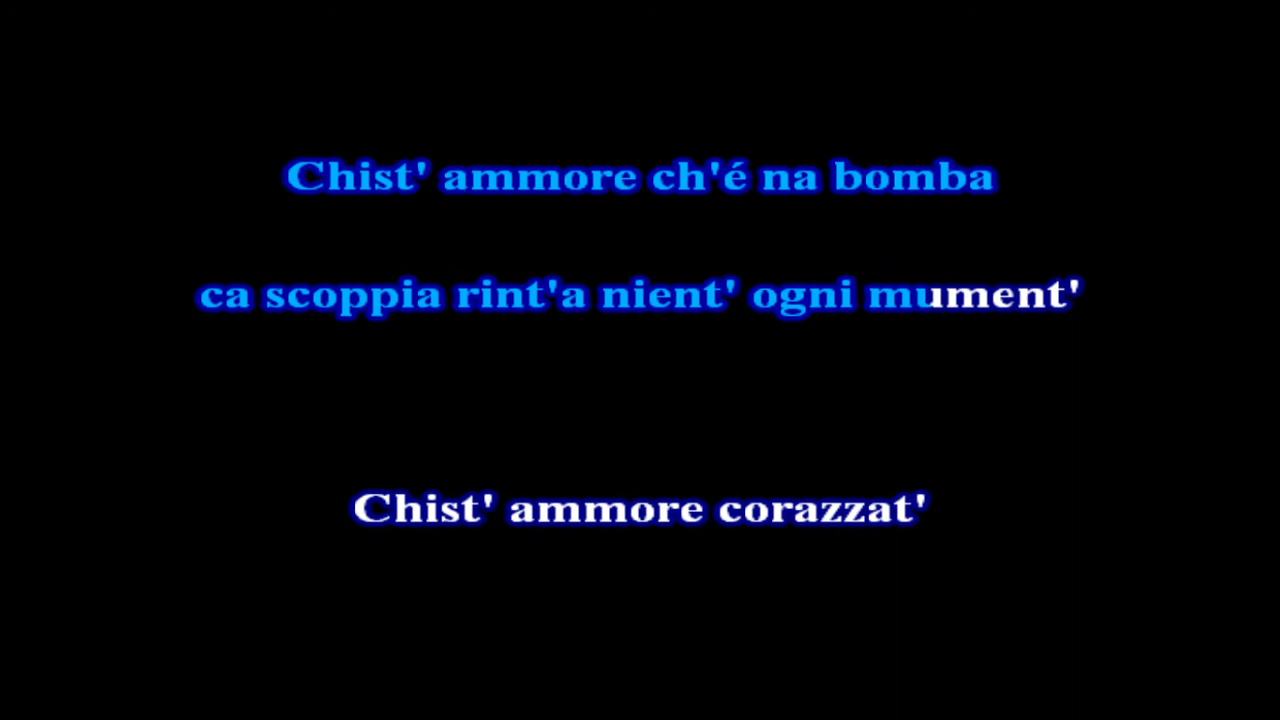 Chist' ammore ch'é na bomba
ca scoppia rint'a nient' ogni mument'
Chist' ammore corazzat'